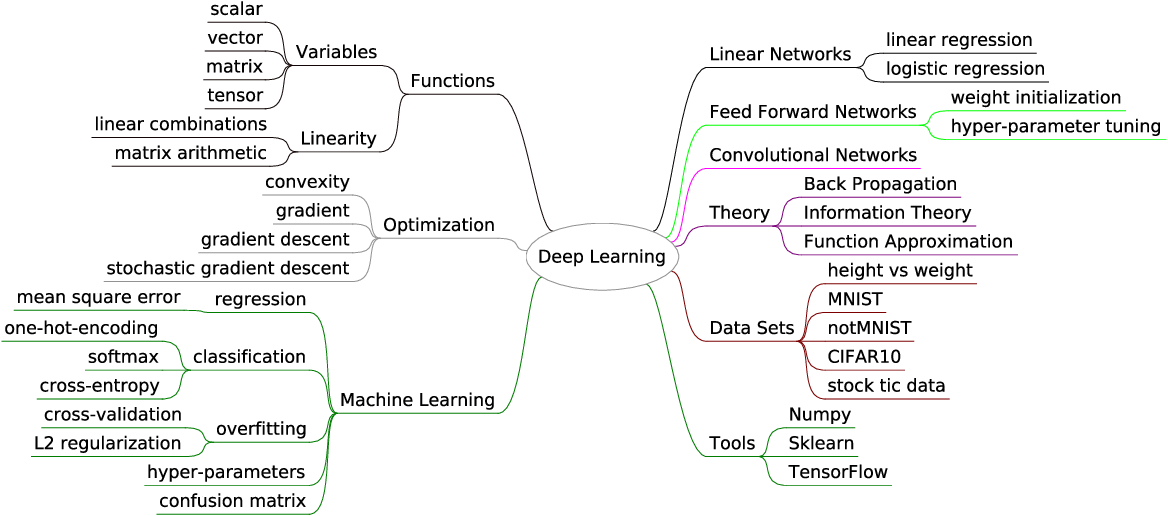 Deep Learning
Functions
Variables
scalar
vector
matrix
tensor
Linearity
linear combinations
matrix arithmetic
Optimization
convexity
gradient
gradient descent
stochastic gradient descent
Machine Learning
regression
mean square error
classification
one-hot-encoding
softmax
cross-entropy
overfitting
cross-validation
L2 regularization
hyper-parameters
confusion matrix
Linear Networks
linear regression
logistic regression
Feed Forward Networks
weight initialization
hyper-parameter tuning
Convolutional Networks
Theory
Back Propagation
Information Theory
Function Approximation
Data Sets
height vs weight
MNIST
notMNIST
CIFAR10
stock tic data
Tools
Numpy
Sklearn
TensorFlow